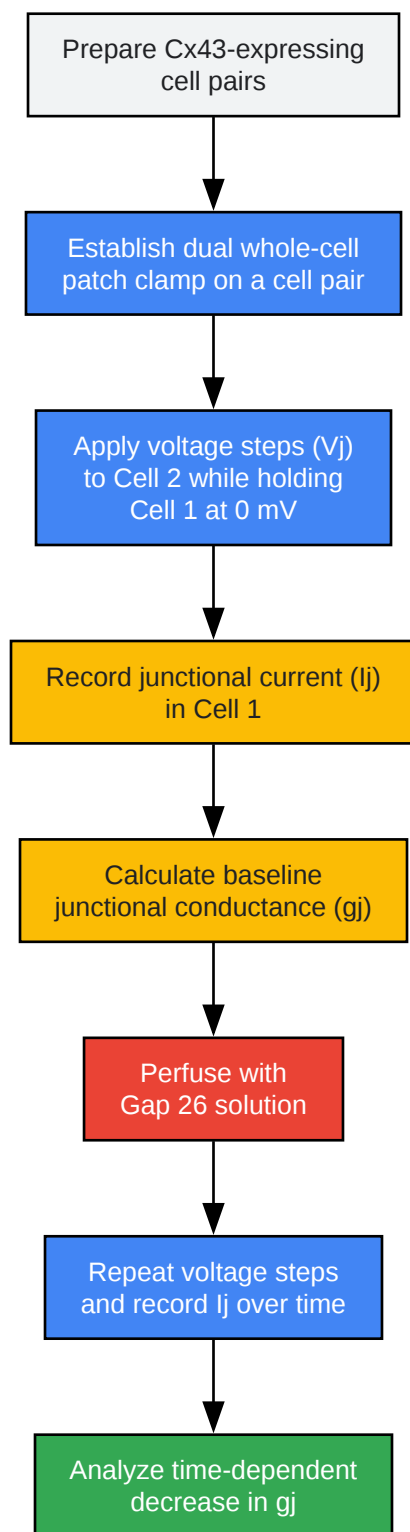 Prepare Cx43-expressing
cell pairs
Establish dual whole-cell
patch clamp on a cell pair
Apply voltage steps (Vj)
to Cell 2 while holding
Cell 1 at 0 mV
Record junctional current (Ij)
in Cell 1
Calculate baseline
junctional conductance (gj)
Perfuse with
Gap 26 solution
Repeat voltage steps
and record Ij over time
Analyze time-dependent
decrease in gj